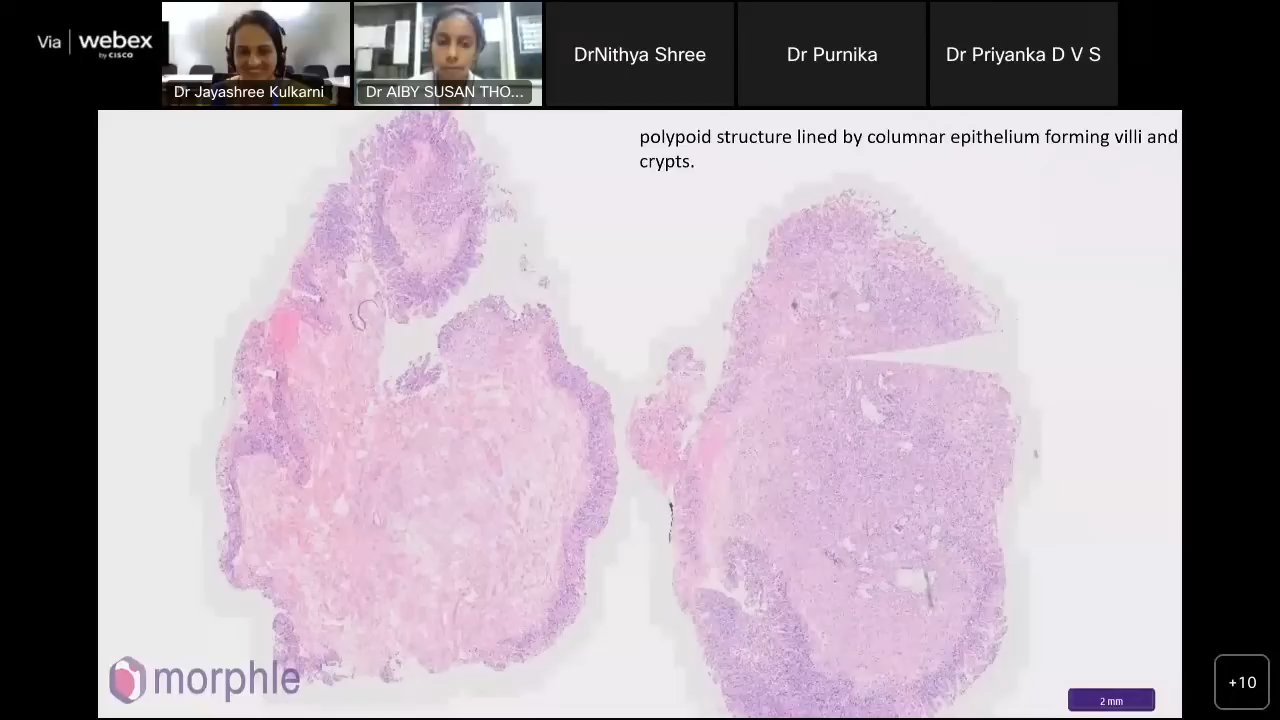 Via webex
by CISCO
Dr Jayashree Kulkarni
Dr AIBY SUSAN THO...
DrNithya Shree
Dr Purnika
Dr Priyanka D V S
polypoid structure lined by columnar epithelium forming villi and
crypts.
morphle
2 mm
+10